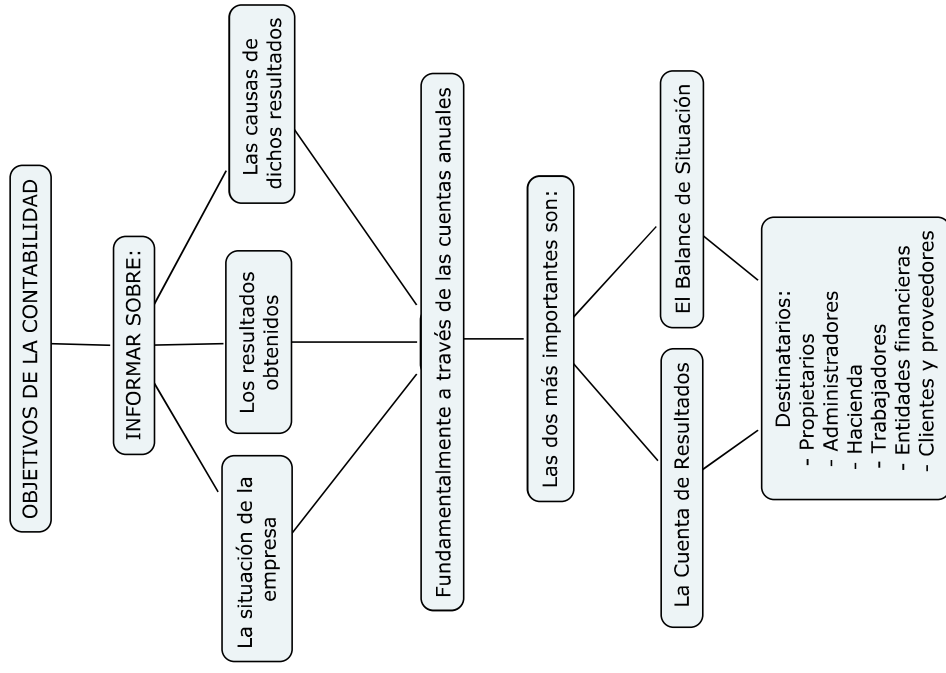 OBJETIVOS DE LA CONTABILIDAD
INFORMAR SOBRE:
La situación de la
empresa
Los resultados
obtenidos
Las causas de
dichos resultados
Fundamentalmente a través de las cuentas anuales
Las dos más importantes son:
La Cuenta de Resultados
El Balance de Situación
Destinatarios:
- Propietarios
- Administradores
- Hacienda
- Trabajadores
- Entidades financieras
- Clientes y proveedores